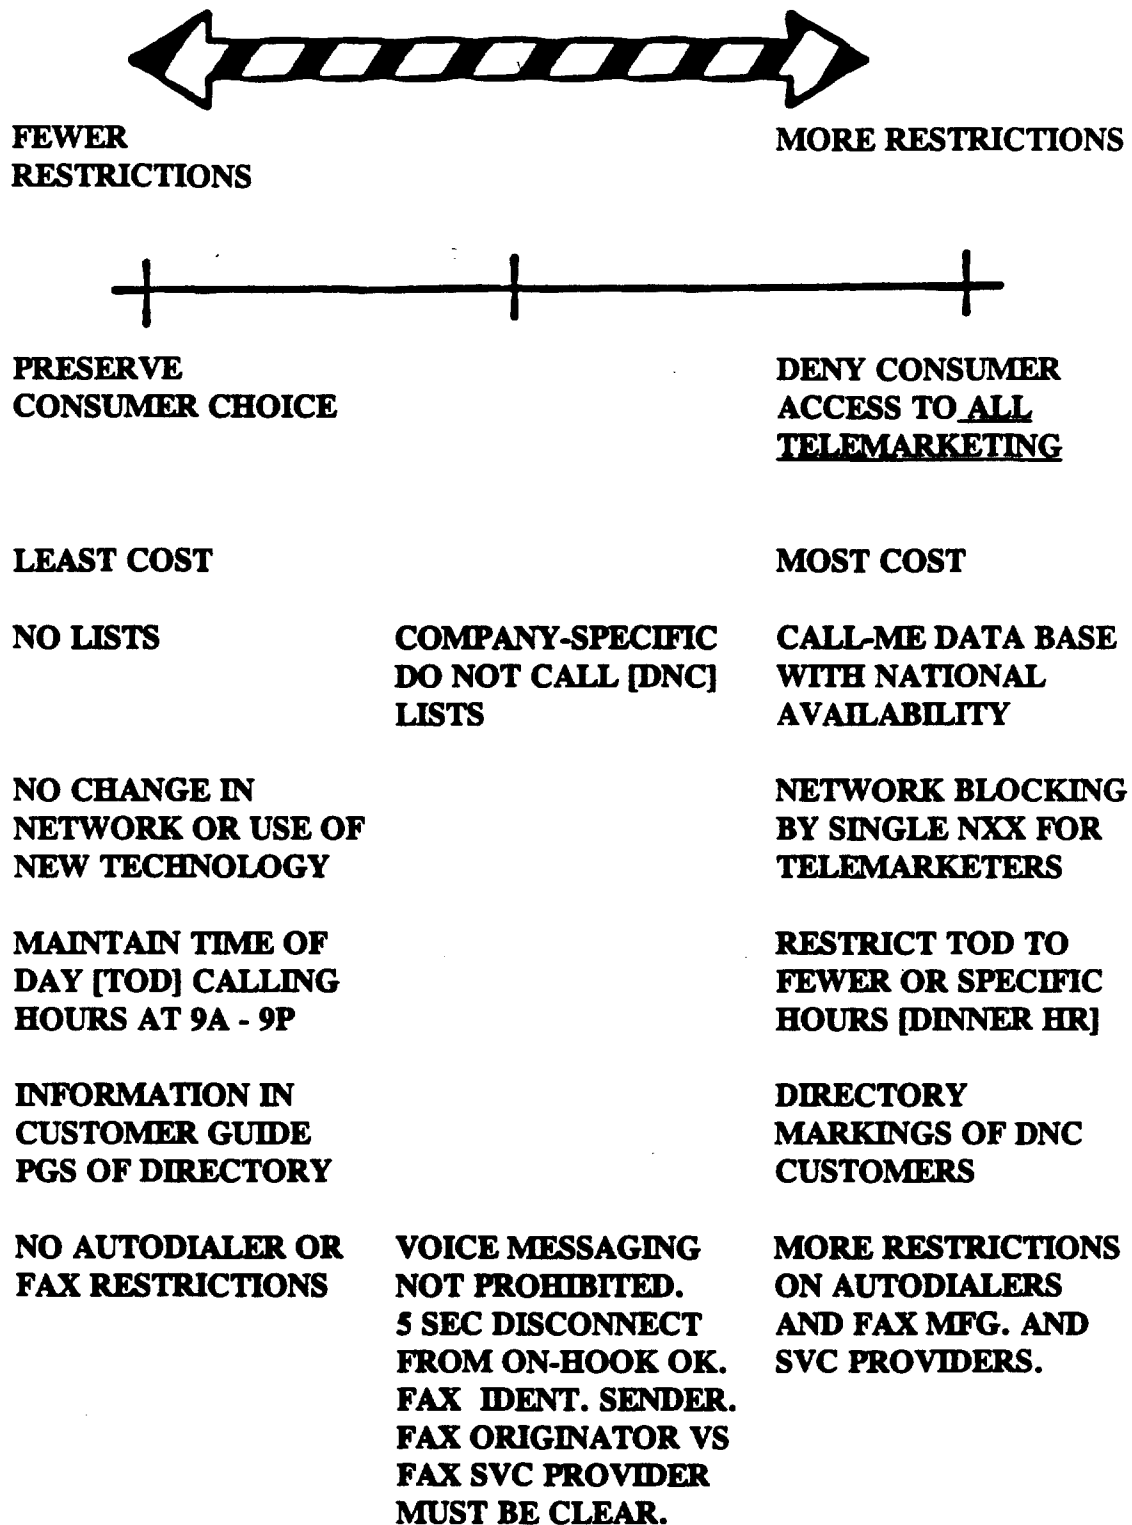 FEWER
RESTRICTIONS
MORE RESTRICTIONS
PRESERVE
CONSUMER CHOICE
DENY CONSUMER
ACCESS TO ALL
TELEMARKETING
LEAST COST
MOST COST
NO LISTS
COMPANY-SPECIFIC
DO NOT CALL [DNC]
LISTS
CALL-ME DATA BASE
WITH NATIONAL
AVAILABILITY
NO CHANGE IN
NETWORK OR USE OF
NEW TECHNOLOGY
NETWORK BLOCKING
BY SINGLE NXX FOR
TELEMARKETERS
MAINTAIN TIME OF
DAY [TOD] CALLING
HOURS AT 9A - 9P
RESTRICT TOD TO
FEWER OR SPECIFIC
HOURS [DINNER HR]
INFORMATION IN
CUSTOMER GUIDE
PGS OF DIRECTORY
DIRECTORY
MARKINGS OF DNC
CUSTOMERS
NO AUTODIALER OR
FAX RESTRICTIONS
VOICE MESSAGING
NOT PROHIBITED.
5 SEC DISCONNECT
FROM ON-HOOK OK.
FAX IDENT. SENDER.
FAX ORIGINATOR VS
FAX SVC PROVIDER
MUST BE CLEAR.
MORE RESTRICTIONS
ON AUTODIALERS
AND FAX MFG. AND
SVC PROVIDERS.